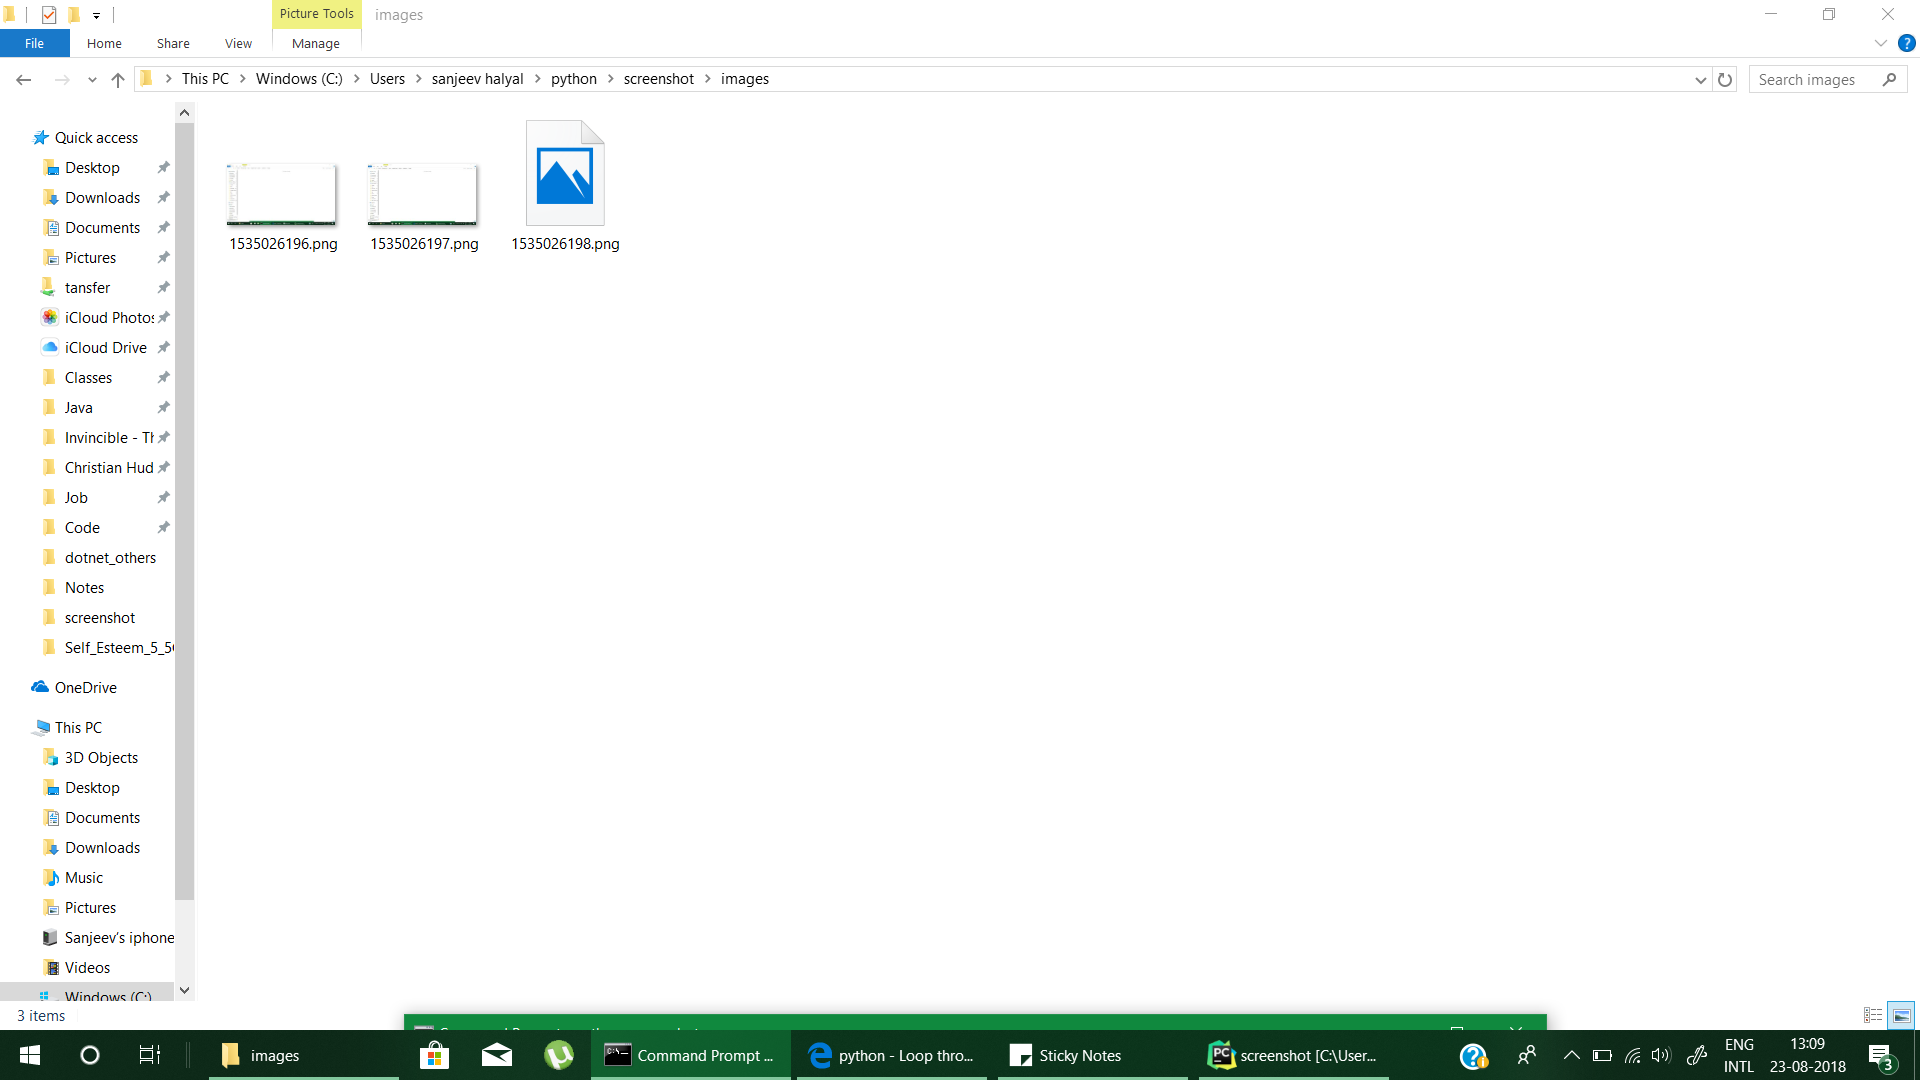 Picture Tools images
File Home Share View Manage
This PC Windows (C:) Users sanjeev halyal python screenshot images
Search images
Quick access
Desktop
Downloads
Documents
Pictures
tansfer
iCloud Photos
iCloud Drive
Classes
Java
Invincible - Th
Christian Hud
Job
Code
dotnet_others
Notes
screenshot
Self_Esteem_5_5
OneDrive
This PC
3D Objects
Desktop
Documents
Downloads
Music
Pictures
Sanjeev's iphone
Videos
Windows (C:)
1535026196.png 1535026197.png 1535026198.png
3 items
images
Command Prompt ...
python - Loop thro...
Sticky Notes
screenshot [C:\User...
ENG
INTL
13:09
23-08-2018
3